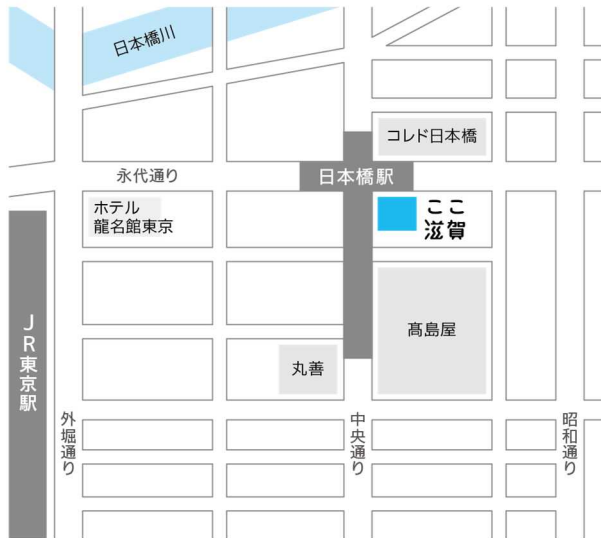 日本橋川
コレド日本橋
永代通り
日本橋駅
ホテル
龍名館東京
ここ
滋賀
JR東京駅
髙島屋
丸善
外堀通り
中央通り
昭和通り